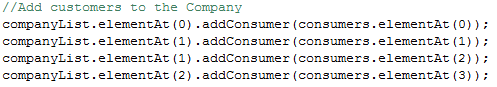 //Add customers to the Company
companyList.elementAt(0).addConsumer(consumers.elementAt(0));
companyList.elementAt(1).addConsumer(consumers.elementAt(1));
companyList.elementAt(1).addConsumer(consumers.elementAt(2));
companyList.elementAt(2).addConsumer(consumers.elementAt(3));